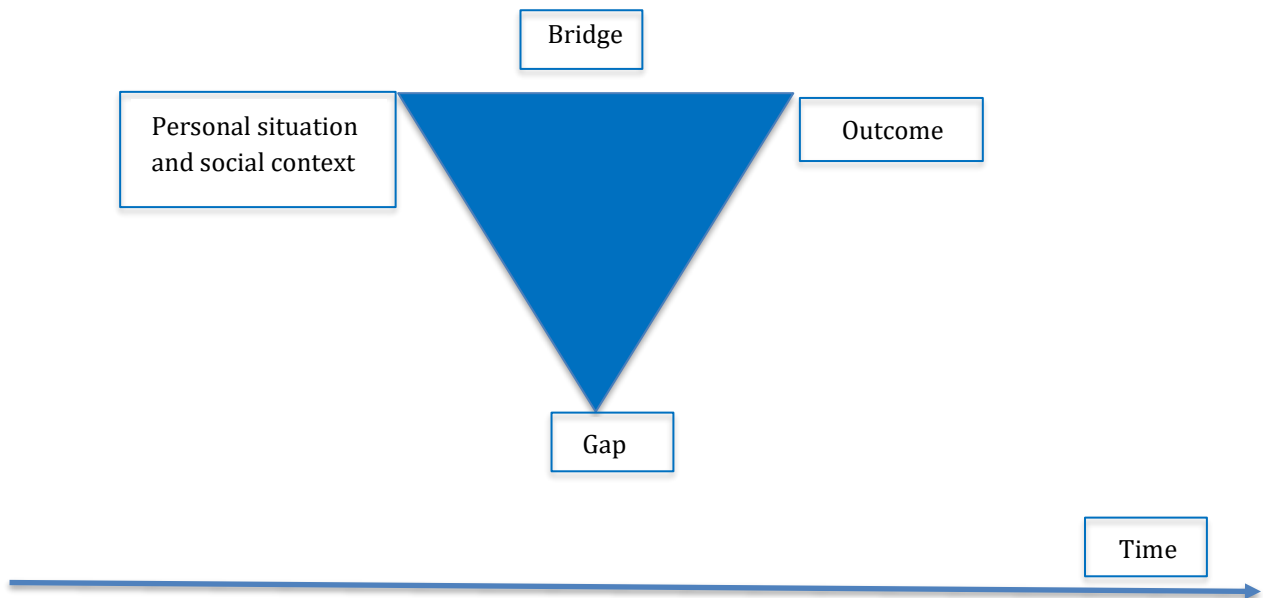 Bridge
Personal situation
and social context
Outcome
Gap
Time